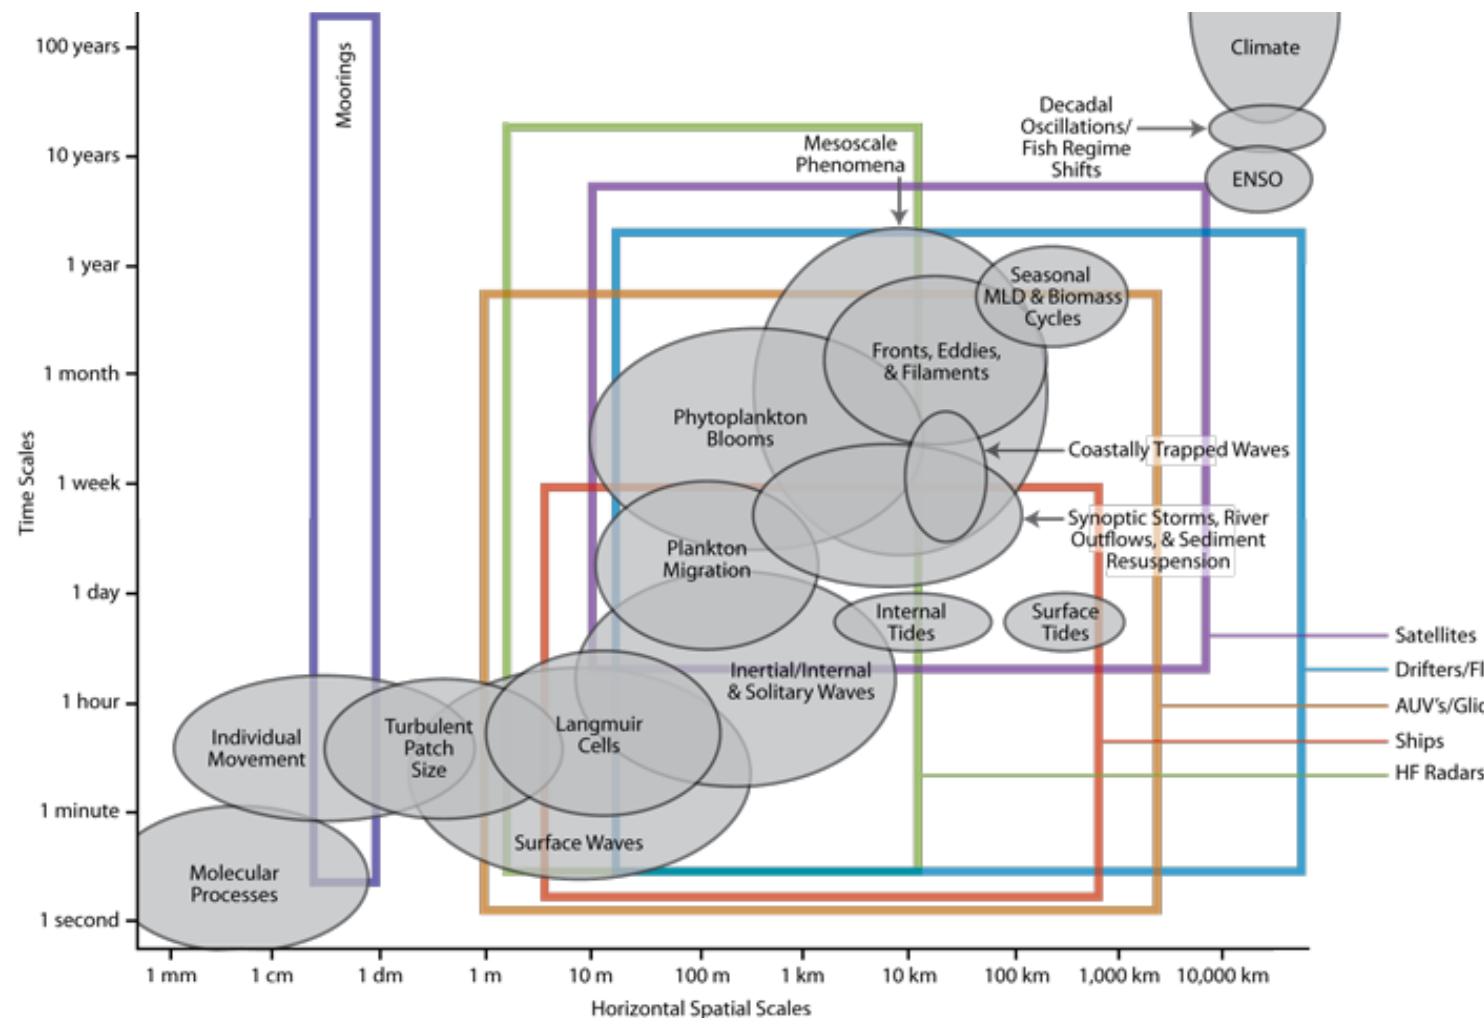 100 years
10 years
1 year
1 month
1 week
1 day
1 hour
1 minute
1 second
Time Scales
Moorings
Climate
Decadal
Oscillations/
Fish Regime
Shifts
ENSO
Mesoscale
Phenomena
Seasonal
MLD & Biomass
Cycles
Fronts, Eddies,
& Filaments
Phytoplankton
Blooms
Coastally Trapped Waves
Synoptic Storms, River
Outflows, & Sediment
Resuspension
Plankton
Migration
Internal
Tides
Surface
Tides
Inertial/Internal
& Solitary Waves
Langmuir
Cells
Turbulent
Patch
Size
Individual
Movement
Surface Waves
Molecular
Processes
Satellites
Drifters/Fl
AUV's/Glid
Ships
HF Radars
1 mm
1 cm
1 dm
1 m
10 m
100 m
1 km
10 km
100 km
1,000 km
10,000 km
Horizontal Spatial Scales